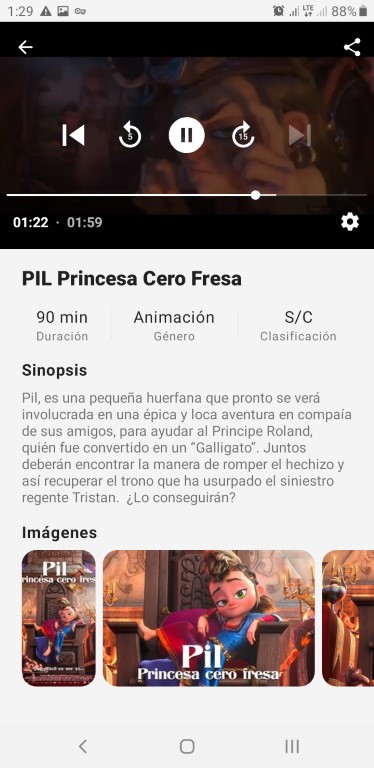 1:29 LTE 88%
5 15
01:22 · 01:59
PIL Princesa Cero Fresa
90 min Animación S/C
Duración Género Clasificación
Sinopsis
Pil, es una pequeña huerfana que pronto se verá
involucrada en una épica y loca aventura en compaía
de sus amigos, para ayudar al Principe Roland,
quién fue convertido en un “Galligato”. Juntos
deberán encontrar la manera de romper el hechizo y
así recuperar el trono que ha usurpado el siniestro
regente Tristan. ¿Lo conseguirán?
Imágenes
Pil
rincesa cero fres
Pil
Princesa cero fresa